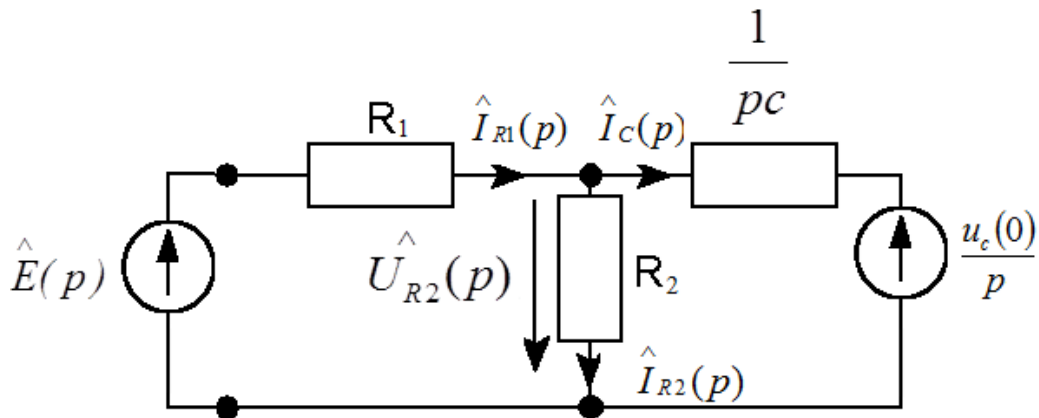 1/pc
R₁
Î_R1(p)
Î_C(p)
Ê(p)
Û_R2(p)
R₂
u_c(0)/p
Î_R2(p)